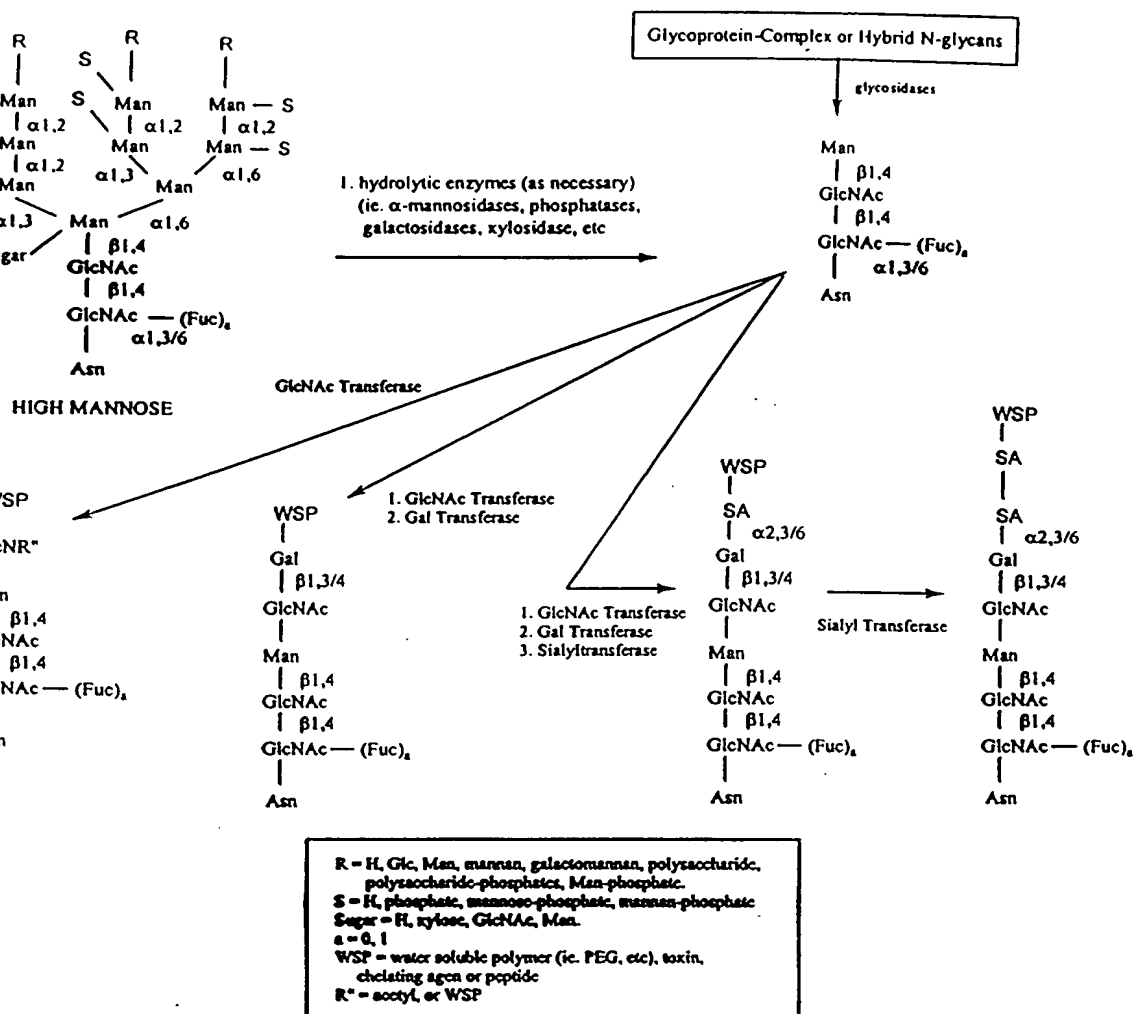 Glycoprotein-Complex or Hybrid N-glycans
glycosidases
R S R R
S
Man Man Man — S
α1,2 α1,2 α1,2
Man Man Man — S
α1,2 α1,3 α1,6
Man Man
α1,3 Man α1,6
β1,4
GlcNAc
β1,4
GlcNAc — (Fuc)a
α1,3/6
Asn
HIGH MANNOSE
1. hydrolytic enzymes (as necessary)
(ie. α-mannosidases, phosphatases,
galactosidases, xylosidase, etc
Man
β1,4
GlcNAc
β1,4
GlcNAc — (Fuc)a
α1,3/6
Asn
GlcNAc Transferase
1. GlcNAc Transferase
2. Gal Transferase
1. GlcNAc Transferase
2. Gal Transferase
3. Sialyltransferase
Sialyl Transferase
β1,4
β1,4
— (Fuc)a
WSP
Gal
β1,3/4
GlcNAc
Man
β1,4
GlcNAc
β1,4
GlcNAc — (Fuc)a
Asn
WSP
SA
α2,3/6
Gal
β1,3/4
GlcNAc
Man
β1,4
GlcNAc
β1,4
GlcNAc — (Fuc)a
Asn
WSP
SA
SA
α2,3/6
Gal
β1,3/4
GlcNAc
Man
β1,4
GlcNAc
β1,4
GlcNAc — (Fuc)a
Asn
R = H, Glc, Man, mannan, galactomannan, polysaccharide,
polysaccharide-phosphates, Man-phosphate.
S = H, phosphate, mannose-phosphate, mannan-phosphate
Sugar = H, xylose, GlcNAc, Man.
a = 0, 1
WSP = water soluble polymer (ie. PEG, etc), toxin,
chelating agen or peptide
R" = acetyl, or WSP